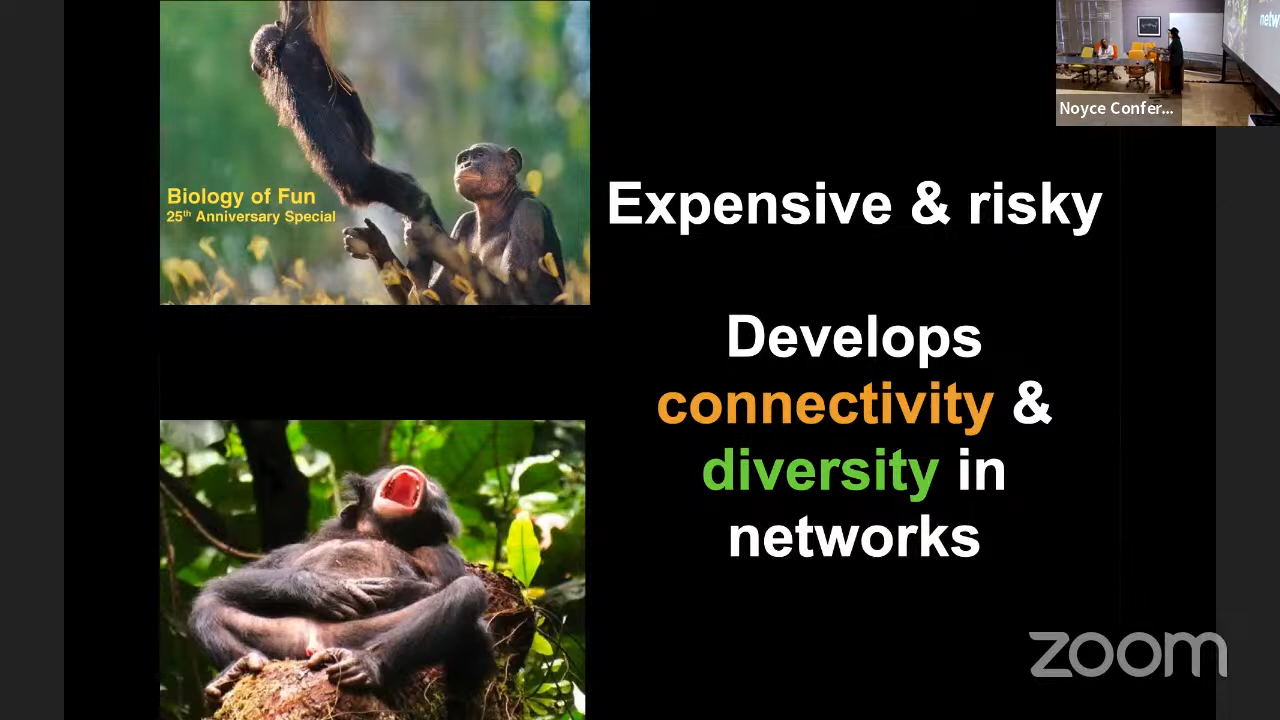 Biology of Fun
25th Anniversary Special
Expensive & risky
Develops
connectivity &
diversity in
networks
Noyce Confer...
zoom